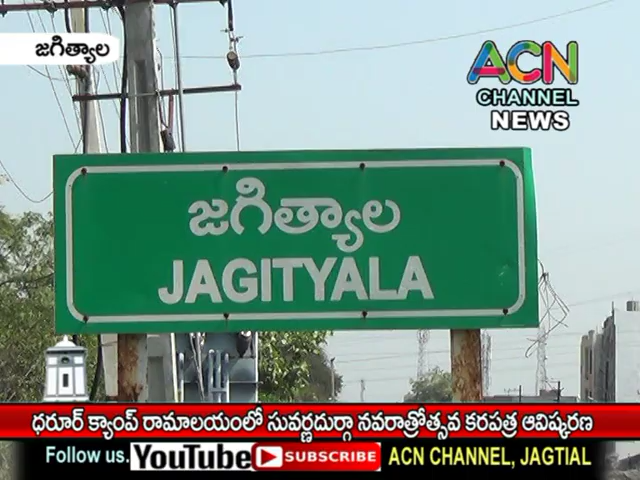 జగిత్యాల
ACN
CHANNEL
NEWS
జగిత్యాల
JAGITYALA
ధరూర్ క్యాంప్ రామాలయంలో సువర్ణదుర్గా నవరాత్రోత్సవ కరపత్ర ఆవిష్కరణ
Follow us. YouTube SUBSCRIBE ACN CHANNEL, JAGTIAL